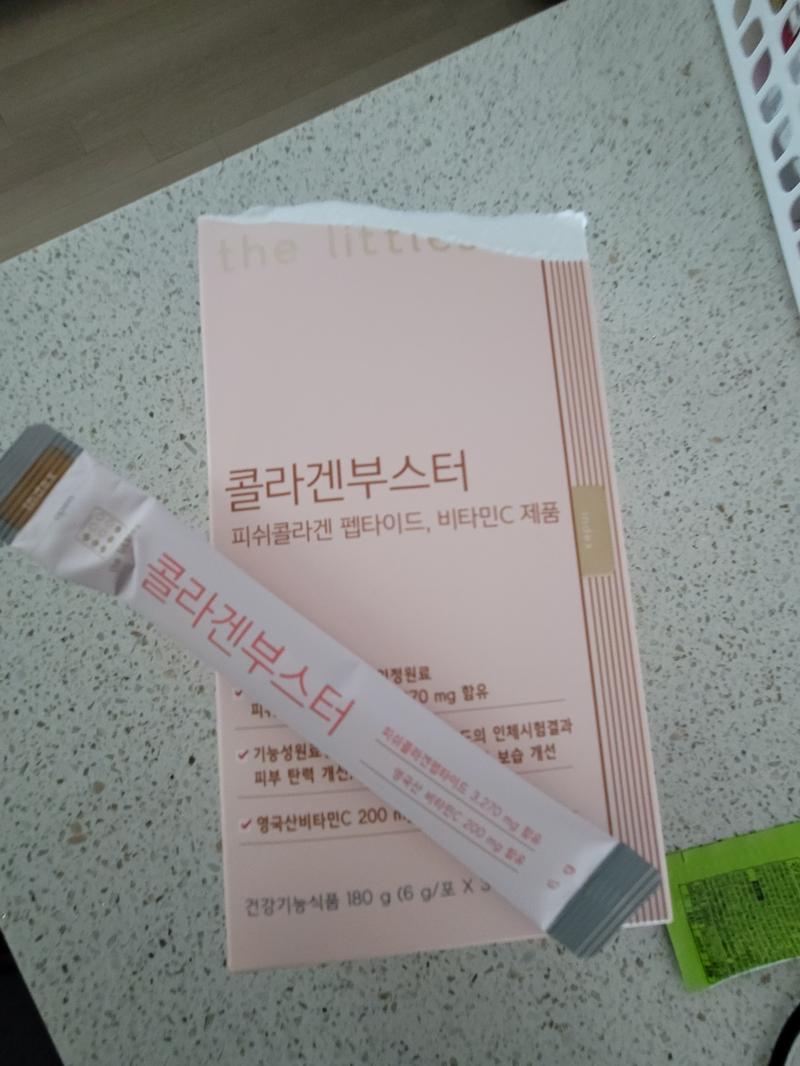 the littles
콜라겐부스터
피쉬콜라겐 펩타이드, 비타민C 제품
index
70 mg 함유
의 인체시험결과
기능성원료
보습 개선
피부 탄력 개선
영국산비타민C 200
건강기능식품 180 g (6 g/포 X
콜라겐부스터
피쉬콜라겐펩타이드 3,270 mg 함유
영국산 비타민C 200 mg 함유